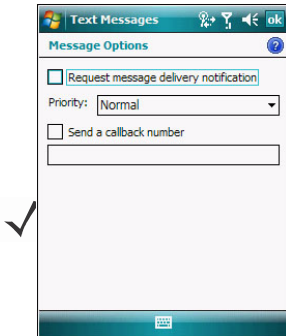 Text Messages ok
Message Options ?
Request message delivery notification
Priority: Normal
Send a callback number